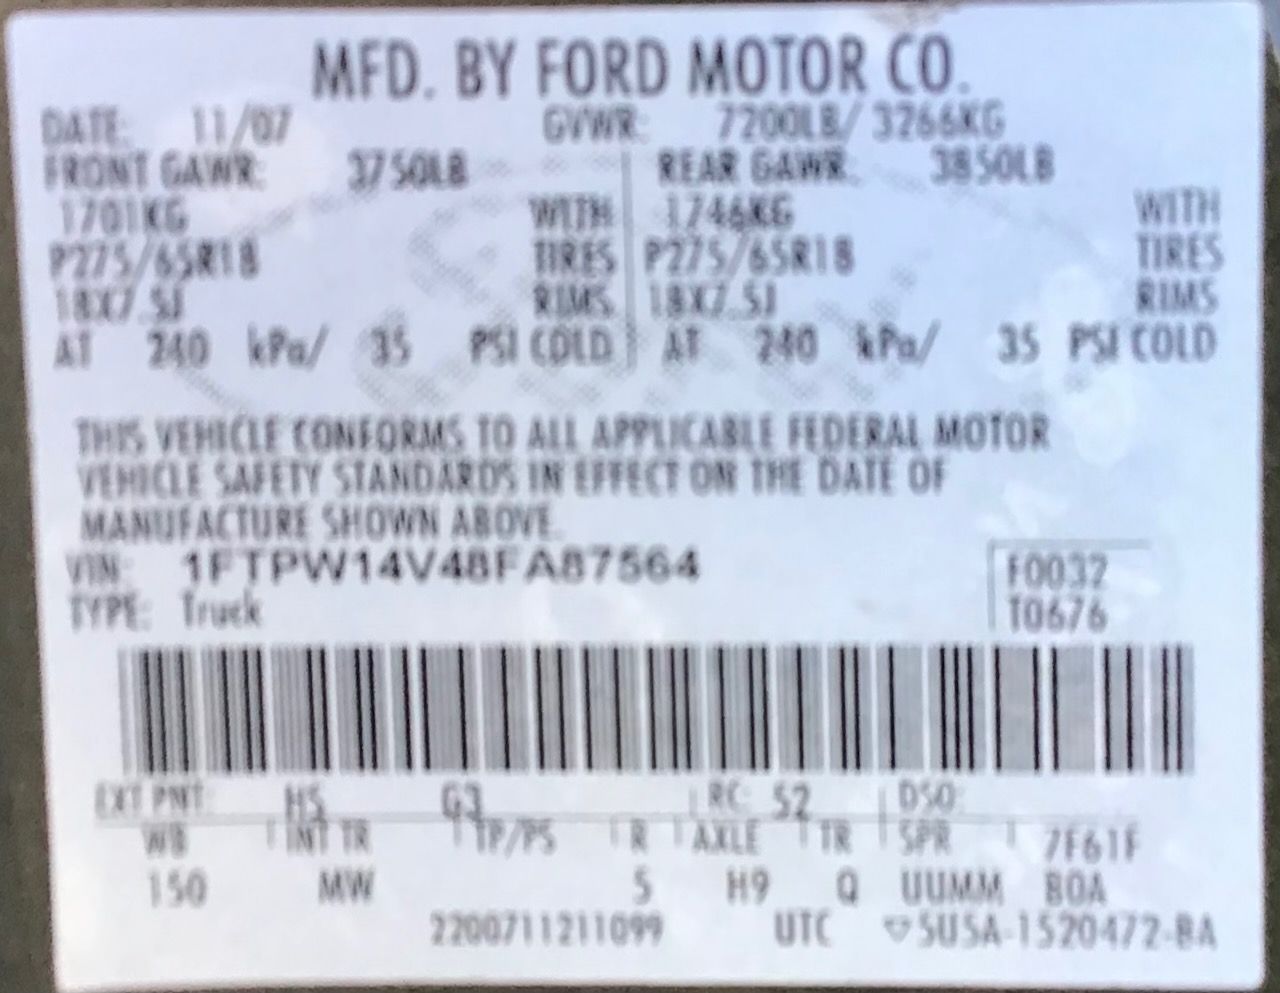 MFD. BY FORD MOTOR CO.
DATE: 11/07 GVWR: 7200LB/ 3266KG
FRONT GAWR: 3750LB REAR GAWR: 3850LB
1701KG WITH 1746KG WITH
P275/65R18 TIRES P275/65R18 TIRES
18X7.5J RIMS 18X7.5J RIMS
AT 240 kPa/ 35 PSI COLD AT 240 kPa/ 35 PSI COLD
THIS VEHICLE CONFORMS TO ALL APPLICABLE FEDERAL MOTOR
VEHICLE SAFETY STANDARDS IN EFFECT ON THE DATE OF
MANUFACTURE SHOWN ABOVE.
VIN: 1FTPW14V48FA87564 F0032
TYPE: Truck T0676
EXT PNT: HS G3 RC: 52 DSO:
WB INT TR TP/PS R AXLE TR SPR 7F61F
150 MW 5 H9 Q UUMM BOA
2200711211099 UTC ▽5U5A-1520472-BA